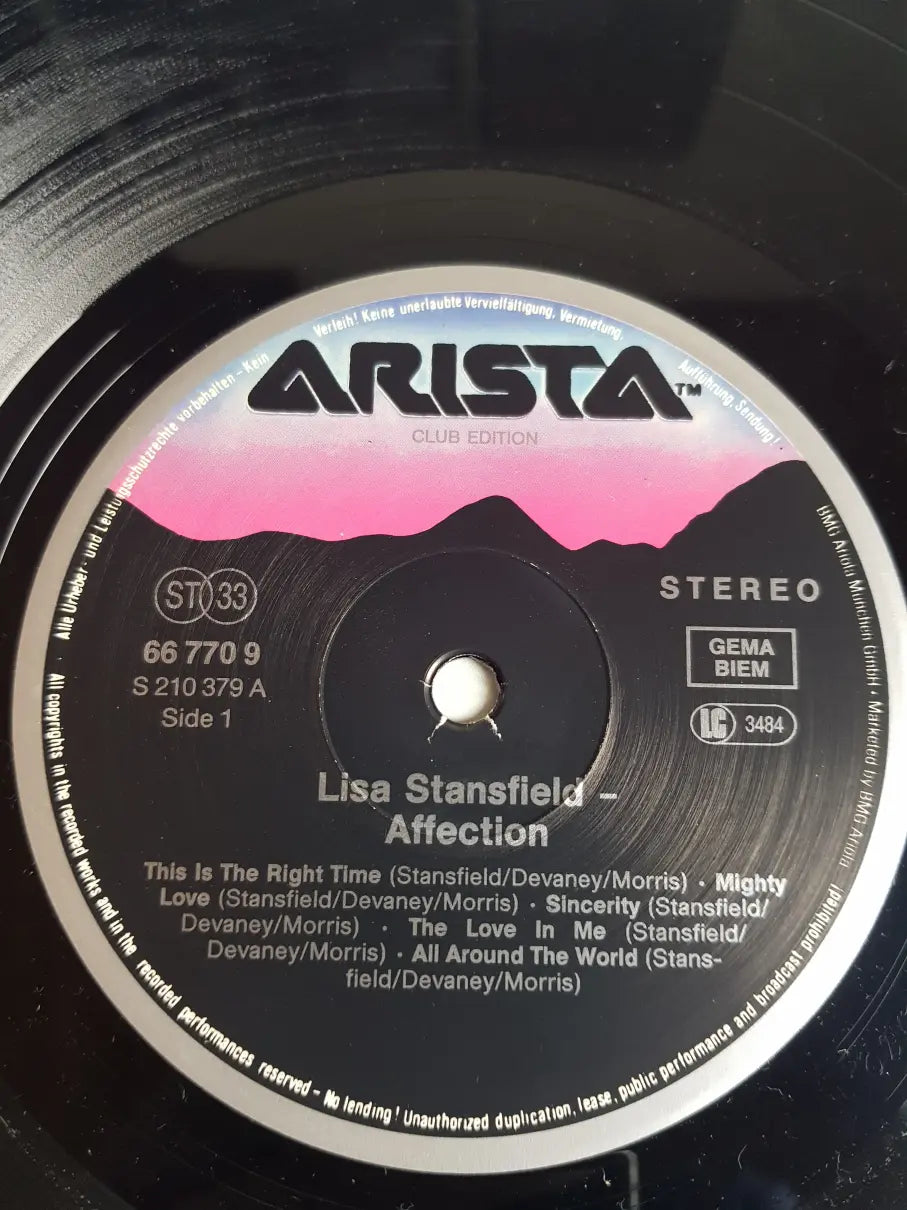 Alle Urheber- und Leistungsschutzrechte vorbehalten - Kein Verleih! Keine unerlaubte Vervielfältigung, Vermietung, Aufführung, Sendung!
ARISTA™
CLUB EDITION
ST 33
66 770 9
S 210 379 A
Side 1
STEREO
GEMA
BIEM
LC 3484
Lisa Stansfield -
Affection
This Is The Right Time (Stansfield/Devaney/Morris) · Mighty
Love (Stansfield/Devaney/Morris) · Sincerity (Stansfield/
Devaney/Morris) · The Love In Me (Stansfield/
Devaney/Morris) · All Around The World (Stans-
field/Devaney/Morris)
· All copyrights in the recorded works and in the recorded performances reserved - No lending! Unauthorized duplication, lease, public performance and broadcast prohibited!
BMG Ariola München GmbH · Marketed by BMG Ariola